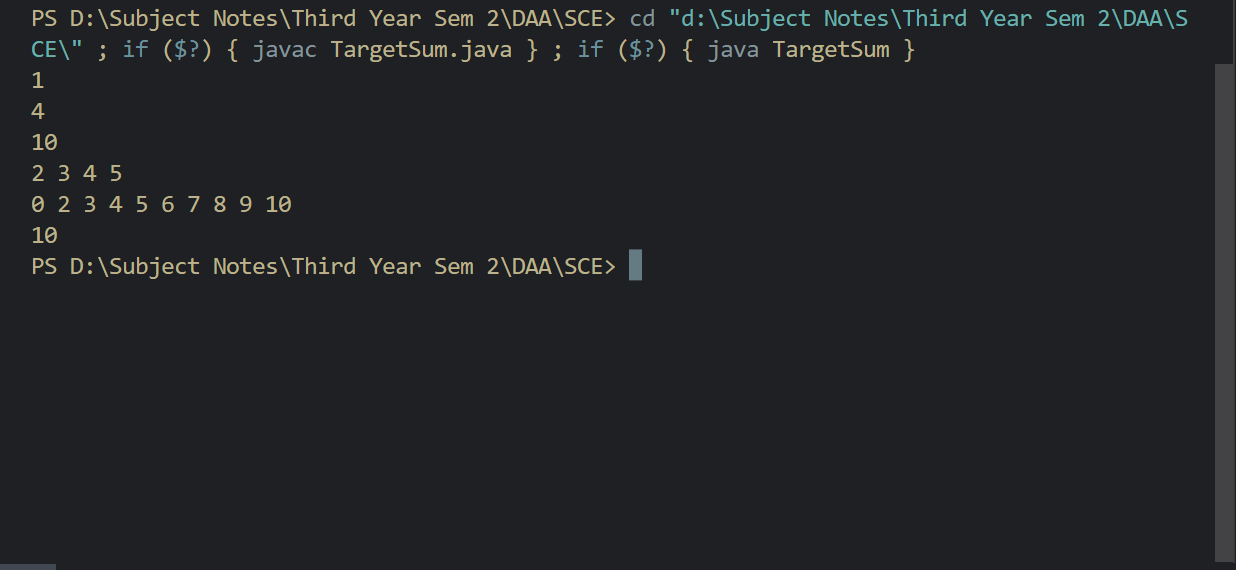 PS D:\Subject Notes\Third Year Sem 2\DAA\SCE> cd "d:\Subject Notes\Third Year Sem 2\DAA\S
CE\" ; if ($?) { javac TargetSum.java } ; if ($?) { java TargetSum }
1
4
10
2 3 4 5
0 2 3 4 5 6 7 8 9 10
10
PS D:\Subject Notes\Third Year Sem 2\DAA\SCE>